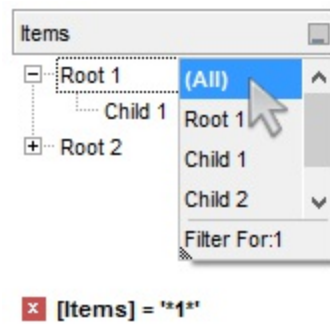 Items
Root 1
Child 1
Root 2
(All)
Root 1
Child 1
Child 2
Filter For:1
[Items] = '*1*'